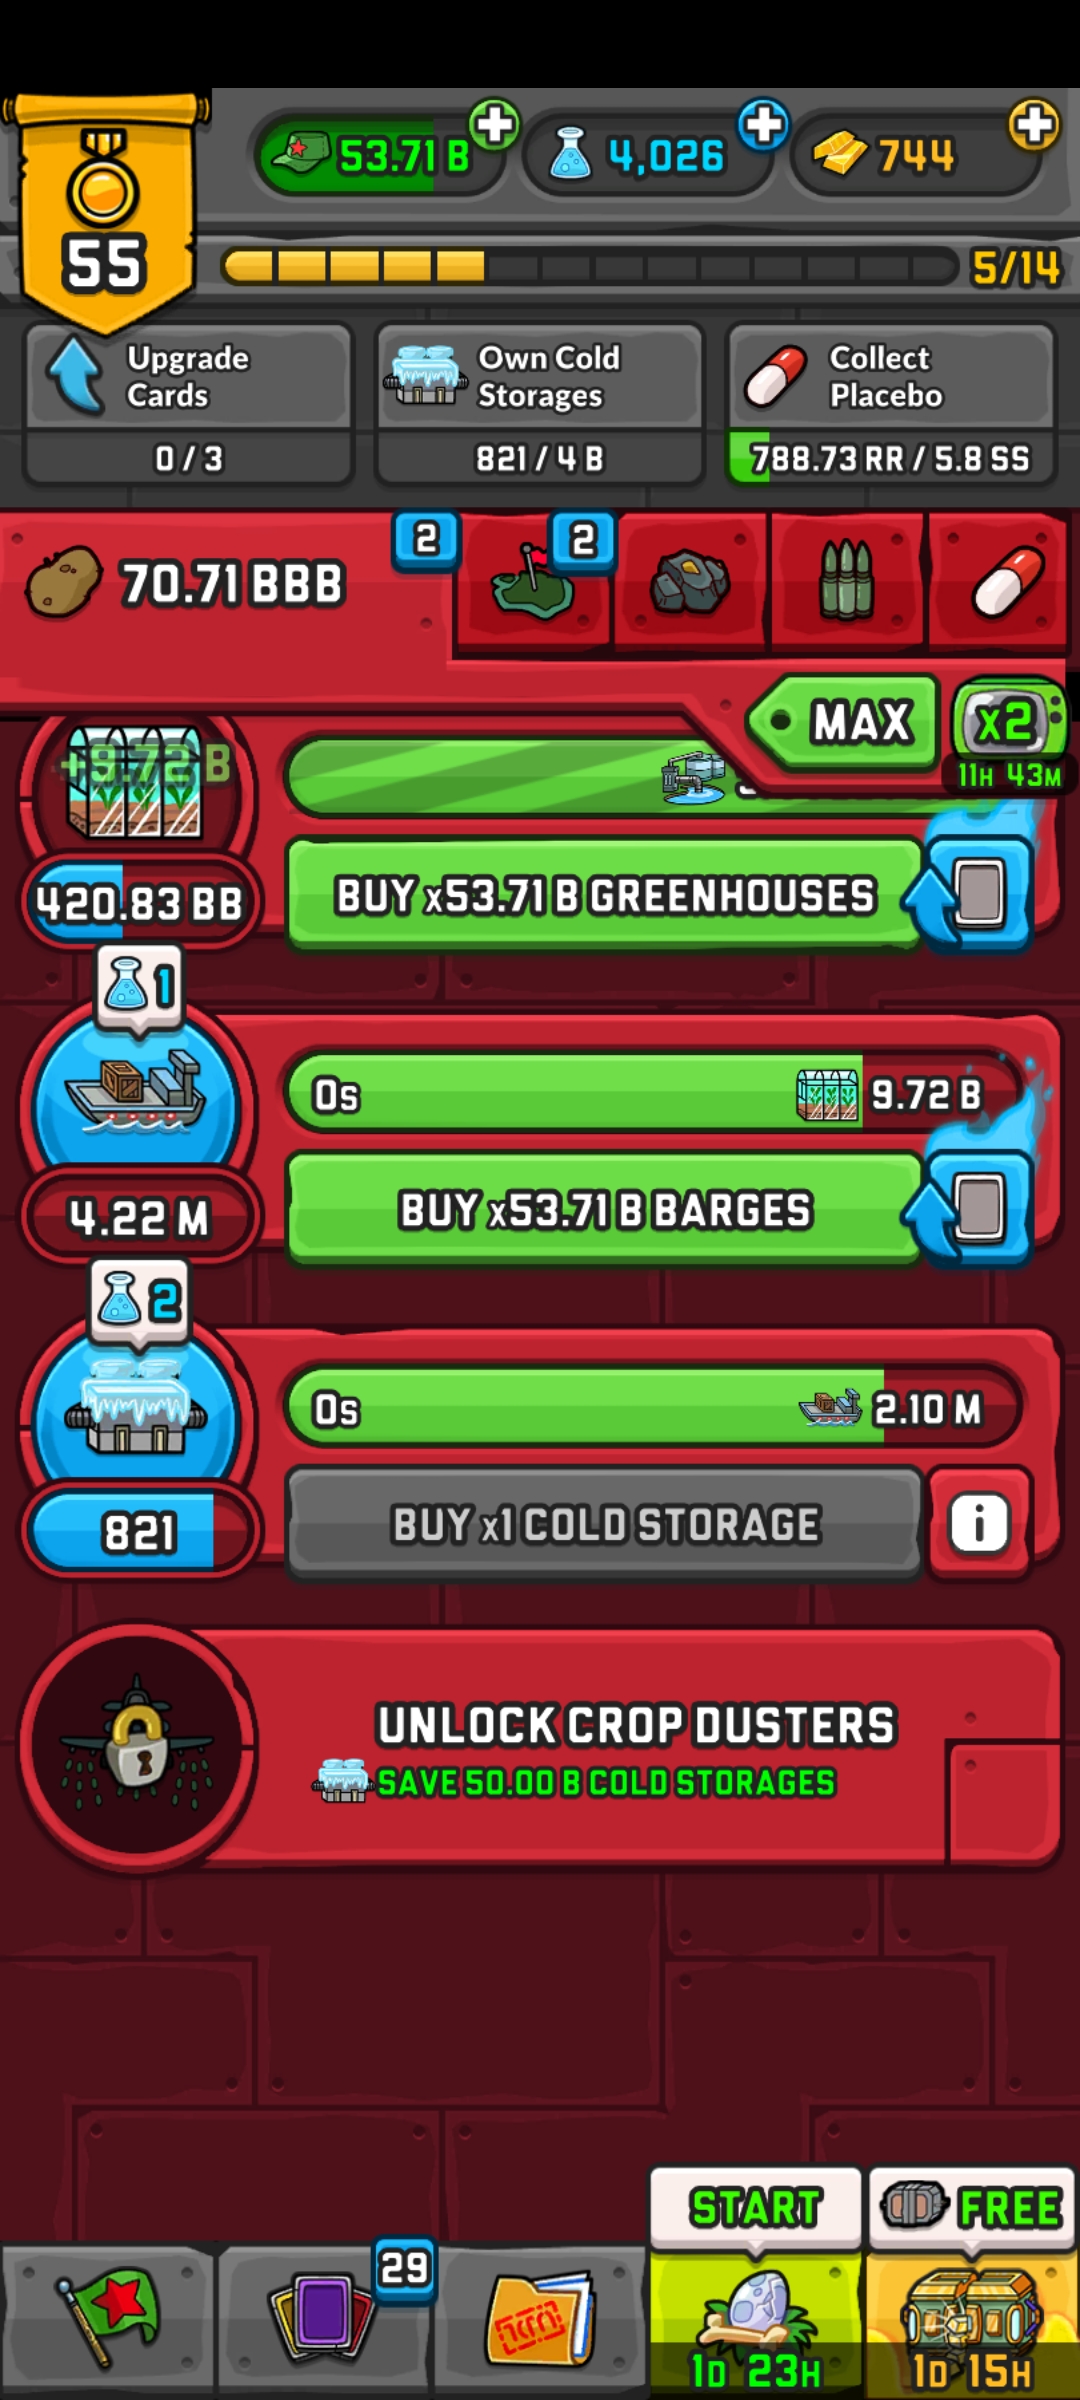 53.71 B
4,026
744
55
5/14
Upgrade
Cards
0 / 3
Own Cold
Storages
821 / 4 B
Collect
Placebo
788.73 RR / 5.8 SS
70.71 BBB
2
2
MAX
x2
11H 43M
+9.72 B
420.83 BB
BUY x53.71 B GREENHOUSES
1
0s
9.72 B
4.22 M
BUY x53.71 B BARGES
2
0s
2.10 M
821
BUY x1 COLD STORAGE
i
UNLOCK CROP DUSTERS
SAVE 50.00 B COLD STORAGES
START
FREE
29
1D 23H
1D 15H